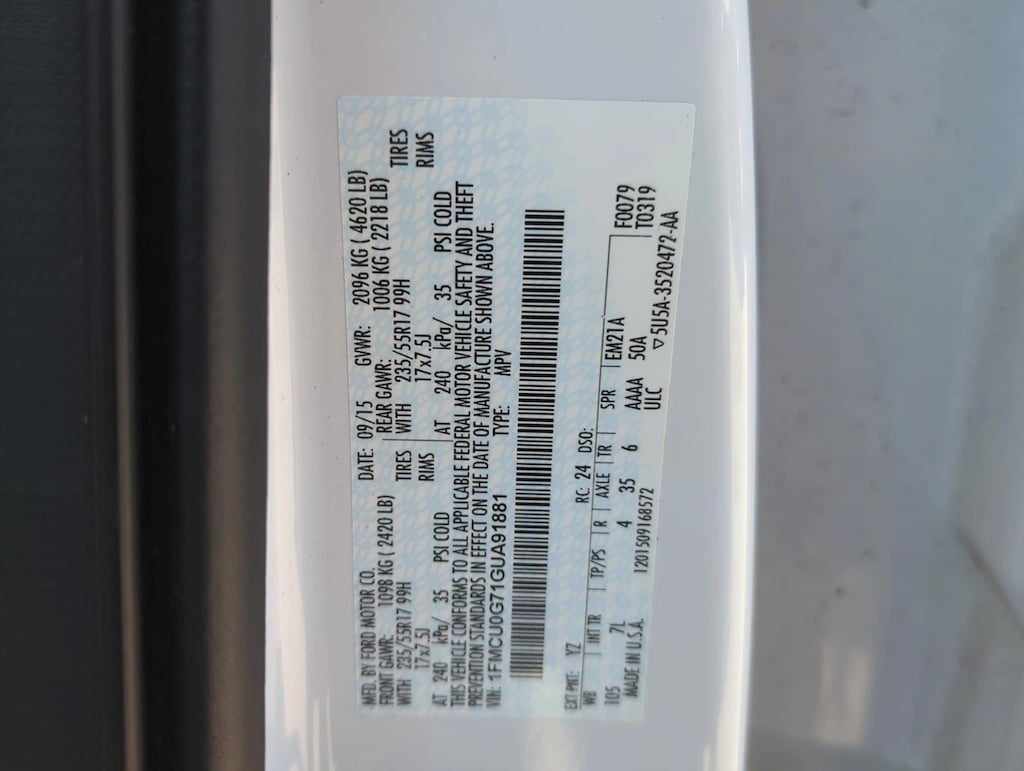 MFD. BY FORD MOTOR CO. DATE: 09/15 GVWR: 2096 KG ( 4620 LB)
FRONT GAWR: 1098 KG ( 2420 LB) REAR GAWR: 1006 KG ( 2218 LB)
WITH 235/55R17 99H TIRES WITH 235/55R17 99H TIRES
17x7.5J RIMS 17x7.5J RIMS
AT 240 kPa/ 35 PSI COLD AT 240 kPa/ 35 PSI COLD
THIS VEHICLE CONFORMS TO ALL APPLICABLE FEDERAL MOTOR VEHICLE SAFETY AND THEFT
PREVENTION STANDARDS IN EFFECT ON THE DATE OF MANUFACTURE SHOWN ABOVE.
VIN: 1FMCU0G71GUA91881 TYPE: MPV
EXT PNT: YZ RC: 24 DSO: F0079
WB INT TR TP/PS R AXLE TR SPR EM21A T0319
105 7L 4 35 6 AAAA 50A
MADE IN U.S.A. 1201509168572 ULC ▽5U5A-3520472-AA